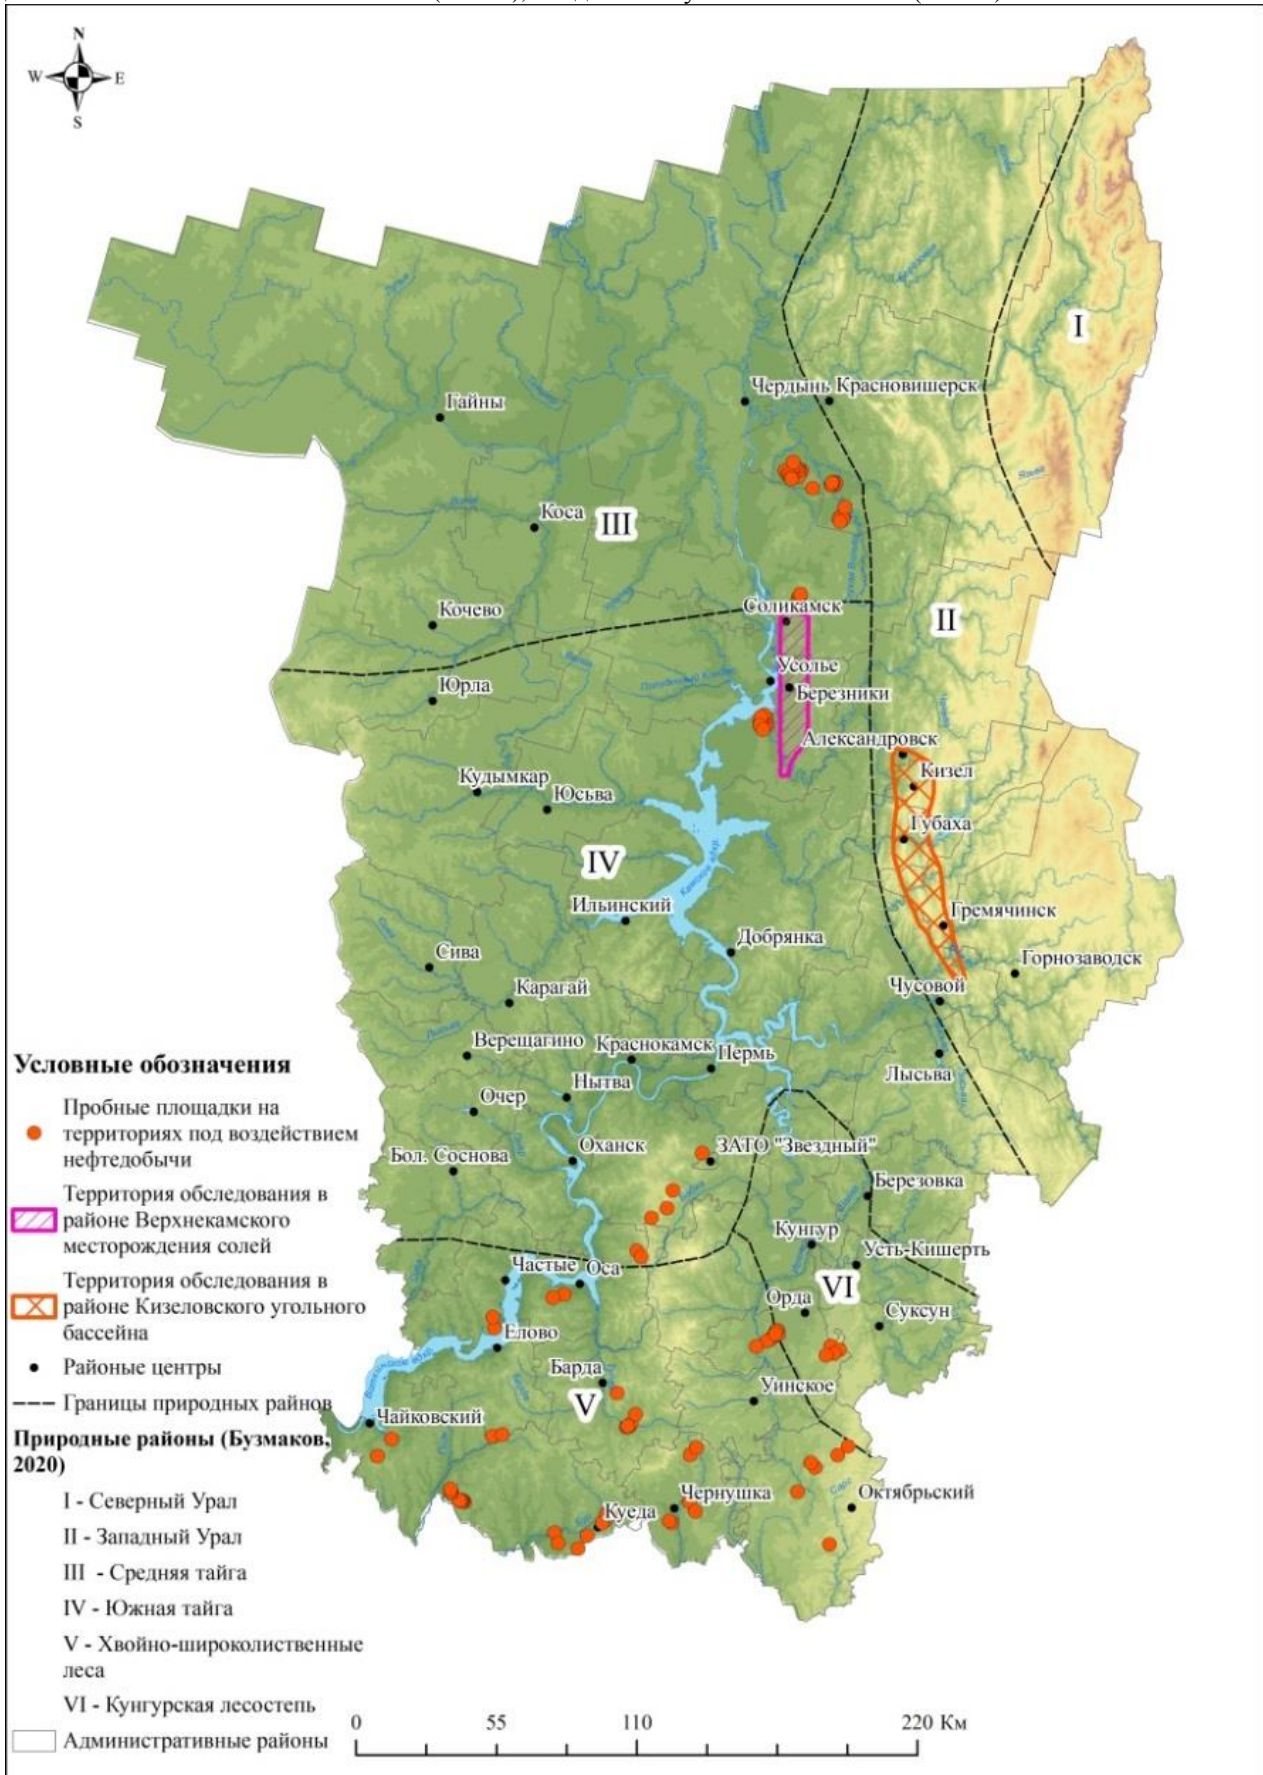 N
W E
S
I
Чердынь Красновишерск
Гайны
Коса
III
Соликамск
II
Кочево
Усолье
Юрла
Березники
Александровск
Кизел
Кудымкар
Юсьва
Губаха
IV
Ильинский
Гремячинск
Добрянка
Сива
Горнозаводск
Карагай
Чусовой
Верещагино
Краснокамск
Пермь
Лысьва
Нытва
Очер
Оханск
ЗАТО "Звездный"
Бол. Соснова
Березовка
Кунгур
Усть-Кишерть
Частые
Оса
VI
Орда
Суксун
Елово
Барда
Уинское
V
Чайковский
Чернушка
Октябрьский
Куеда
Условные обозначения
Пробные площадки на
территориях под воздействием
нефтедобычи
Территория обследования в
районе Верхнекамского
месторождения солей
Территория обследования в
районе Кизеловского угольного
бассейна
Районые центры
Границы природных районов
Природные районы (Бузмаков,
2020)
I - Северный Урал
II - Западный Урал
III - Средняя тайга
IV - Южная тайга
V - Хвойно-широколиственные
леса
VI - Кунгурская лесостепь
Административные районы
0 55 110 220 Км